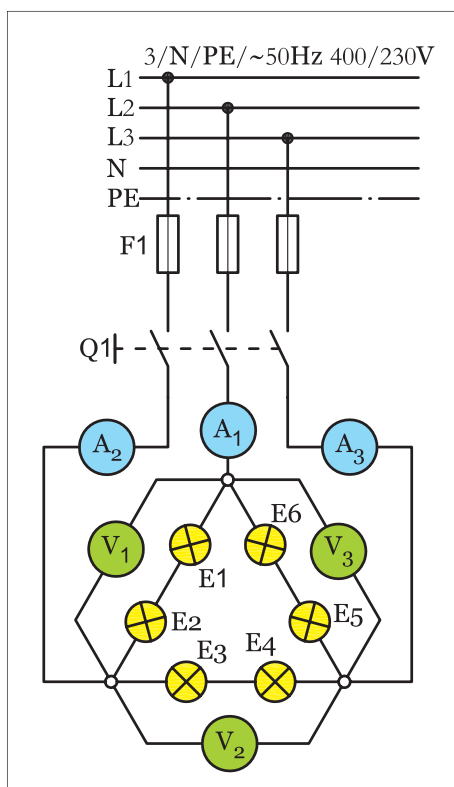 3/N/PE/~50Hz 400/230V
L1
L2
L3
N
PE
F1
Q1
A1
A2
A3
E6
V1
V3
E1
E2
E5
E3
E4
V2